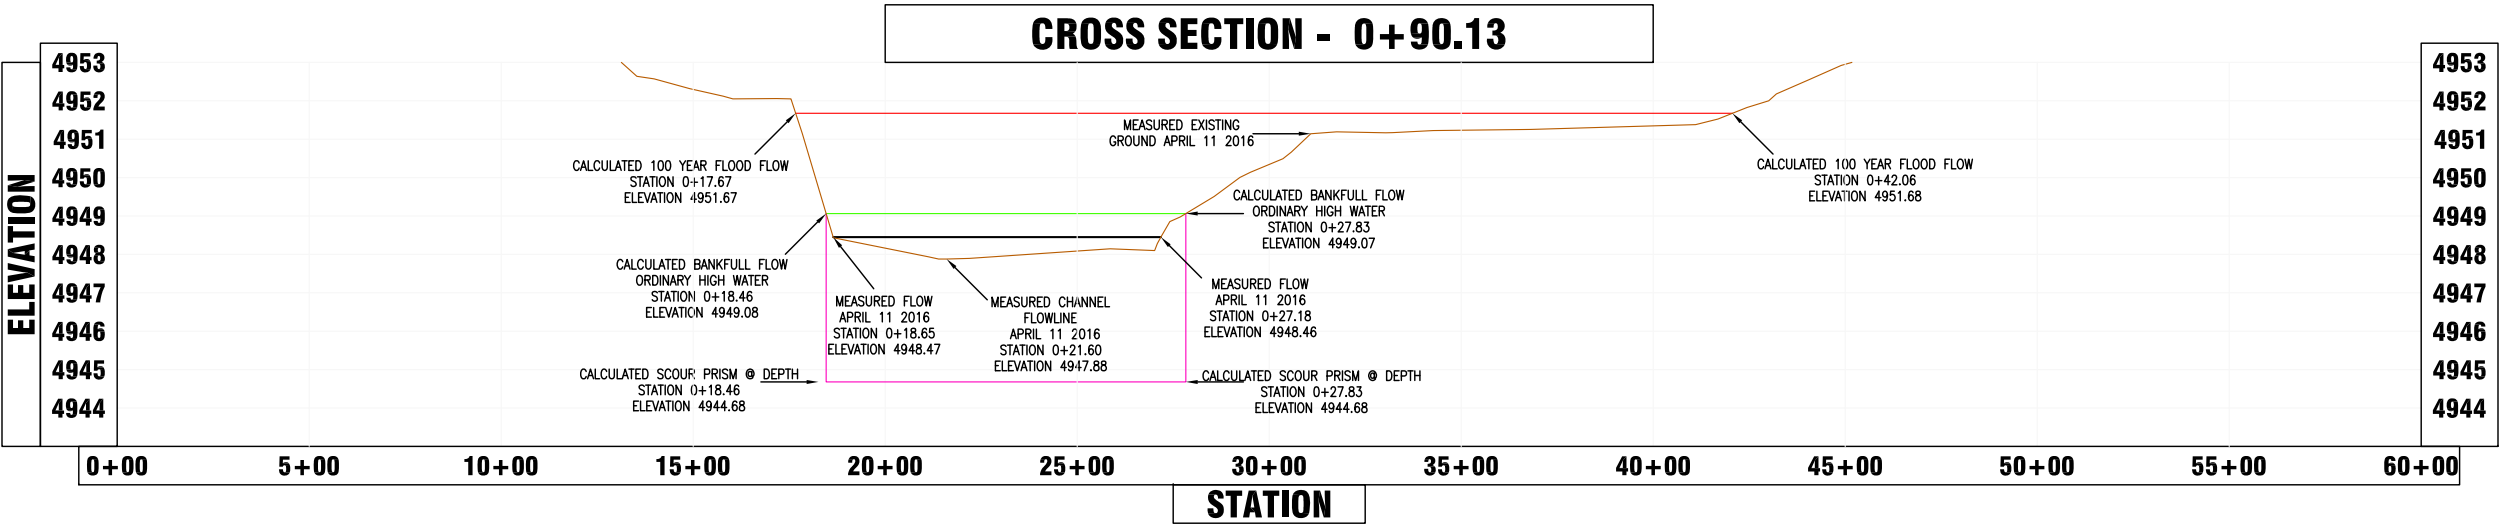 CROSS SECTION - 0+90.13
ELEVATION
4953
4952
4951
4950
4949
4948
4947
4946
4945
4944
CALCULATED 100 YEAR FLOOD FLOW
STATION 0+17.67
ELEVATION 4951.67
CALCULATED BANKFULL FLOW
ORDINARY HIGH WATER
STATION 0+18.46
ELEVATION 4949.08
CALCULATED SCOUR PRISM @ DEPTH
STATION 0+18.46
ELEVATION 4944.68
MEASURED FLOW
APRIL 11 2016
STATION 0+18.65
ELEVATION 4948.47
MEASURED CHANNEL
FLOWLINE
APRIL 11 2016
STATION 0+21.60
ELEVATION 4947.88
MEASURED EXISTING
GROUND APRIL 11 2016
CALCULATED BANKFULL FLOW
ORDINARY HIGH WATER
STATION 0+27.83
ELEVATION 4949.07
MEASURED FLOW
APRIL 11 2016
STATION 0+27.18
ELEVATION 4948.46
CALCULATED SCOUR PRISM @ DEPTH
STATION 0+27.83
ELEVATION 4944.68
CALCULATED 100 YEAR FLOOD FLOW
STATION 0+42.06
ELEVATION 4951.68
4953
4952
4951
4950
4949
4948
4947
4946
4945
4944
0+00 5+00 10+00 15+00 20+00 25+00 30+00 35+00 40+00 45+00 50+00 55+00 60+00
STATION